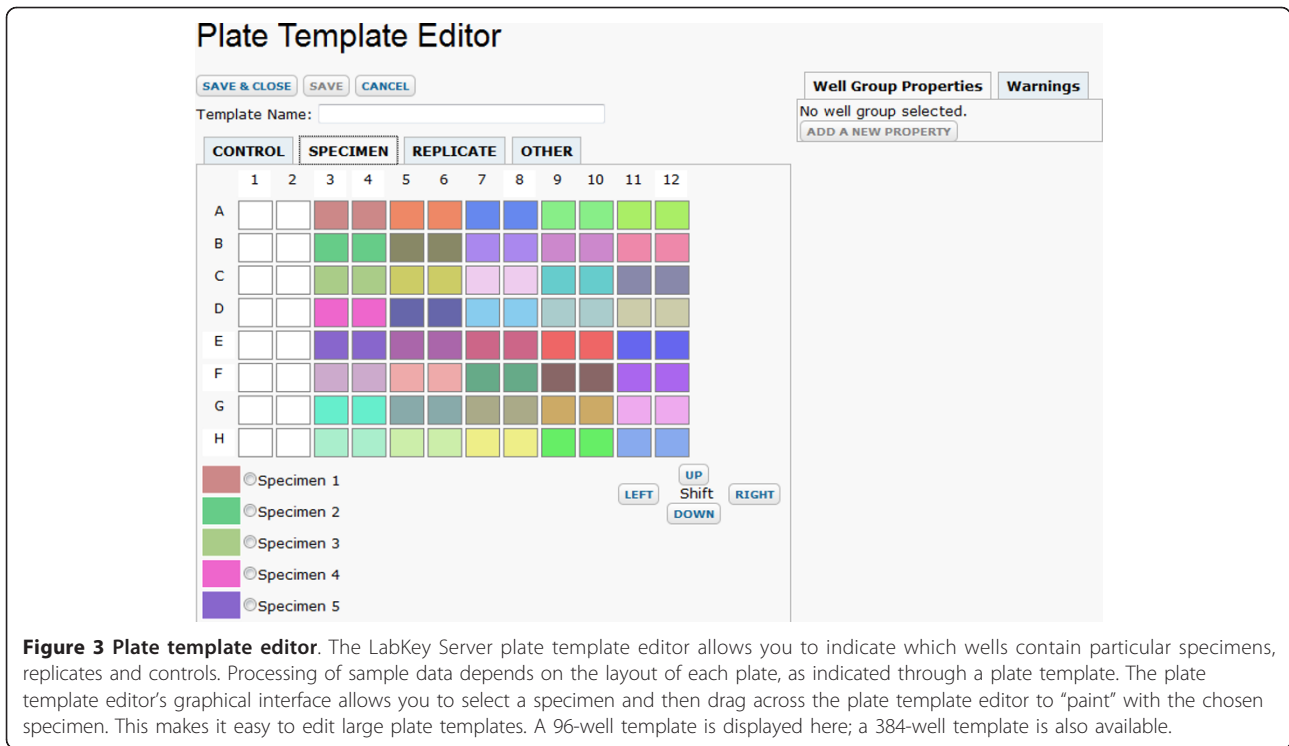 Plate Template Editor
SAVE & CLOSE SAVE CANCEL
Template Name:
Well Group Properties Warnings
No well group selected.
ADD A NEW PROPERTY
CONTROL SPECIMEN REPLICATE OTHER
1 2 3 4 5 6 7 8 9 10 11 12
A
B
C
D
E
F
G
H
Specimen 1
Specimen 2
Specimen 3
Specimen 4
Specimen 5
UP
LEFT Shift RIGHT
DOWN
Figure 3 Plate template editor. The LabKey Server plate template editor allows you to indicate which wells contain particular specimens,
replicates and controls. Processing of sample data depends on the layout of each plate, as indicated through a plate template. The plate
template editor's graphical interface allows you to select a specimen and then drag across the plate template editor to “paint” with the chosen
specimen. This makes it easy to edit large plate templates. A 96-well template is displayed here; a 384-well template is also available.